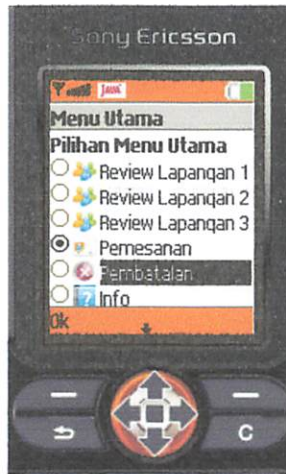 Sony Ericsson
Java
Menu Utama
Pilihan Menu Utama
Review Lapangan 1
Review Lapangan 2
Review Lapangan 3
Pemesanan
Pembatalan
? Info
Ok
C